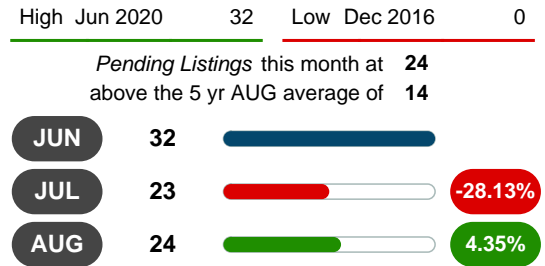 High Jun 2020 32 Low Dec 2016 0
Pending Listings this month at 24
above the 5 yr AUG average of 14
JUN 32
JUL 23 -28.13%
AUG 24 4.35%